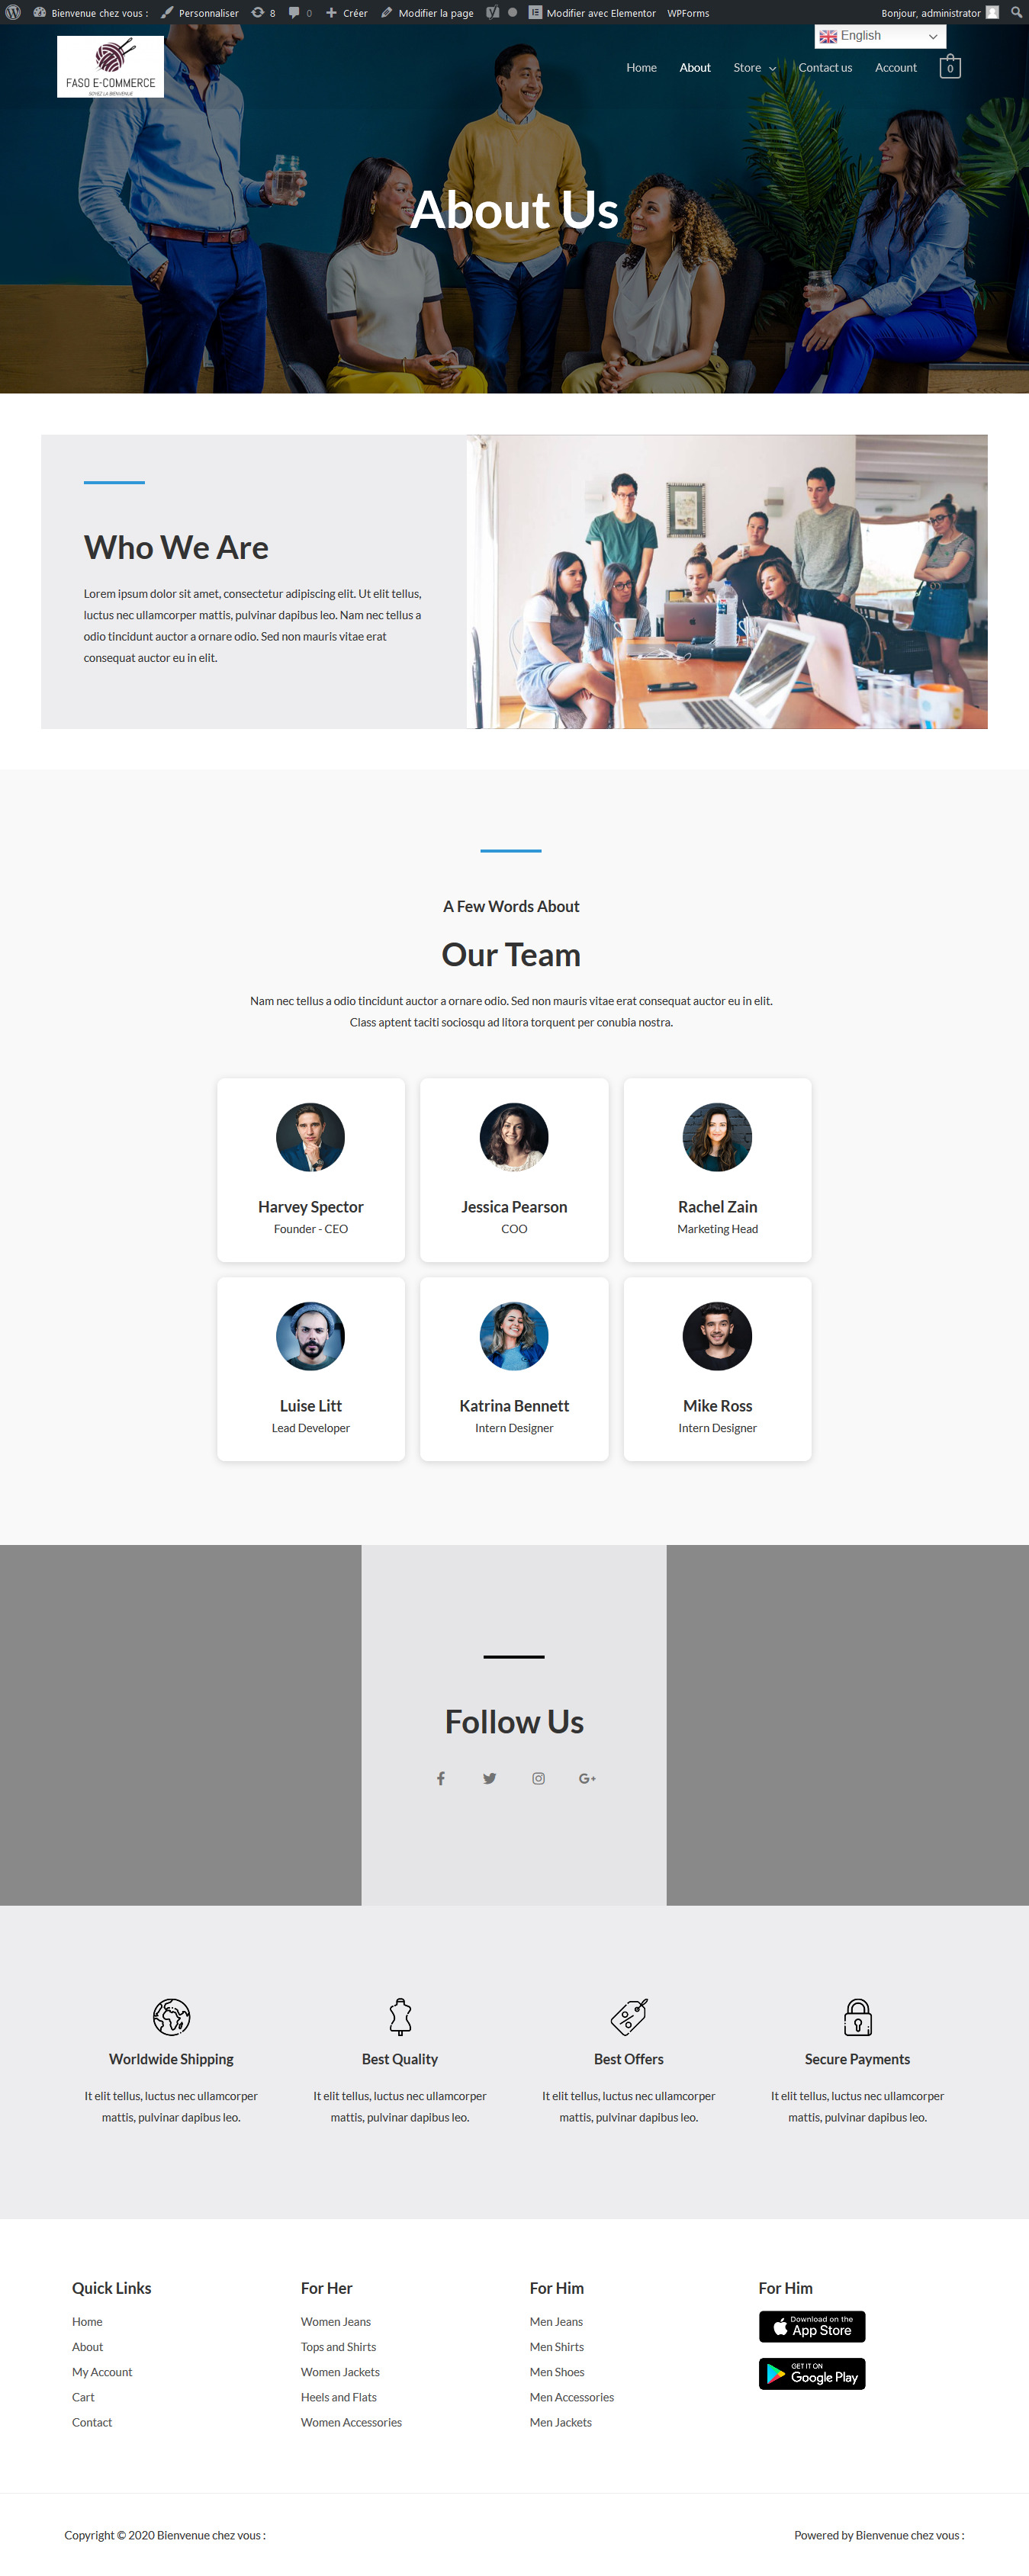 Bienvenue chez vous : Personnaliser 8 0 Créer Modifier la page Modifier avec Elementor WPForms Bonjour, administrator
English
FASO E-COMMERCE
SOYEZ LA BIENVENUE
Home About Store Contact us Account 0
About Us
Who We Are
Lorem ipsum dolor sit amet, consectetur adipiscing elit. Ut elit tellus,
luctus nec ullamcorper mattis, pulvinar dapibus leo. Nam nec tellus a
odio tincidunt auctor a ornare odio. Sed non mauris vitae erat
consequat auctor eu in elit.
A Few Words About
Our Team
Nam nec tellus a odio tincidunt auctor a ornare odio. Sed non mauris vitae erat consequat auctor eu in elit.
Class aptent taciti sociosqu ad litora torquent per conubia nostra.
Harvey Spector
Founder - CEO
Jessica Pearson
COO
Rachel Zain
Marketing Head
Luise Litt
Lead Developer
Katrina Bennett
Intern Designer
Mike Ross
Intern Designer
Follow Us
Worldwide Shipping
It elit tellus, luctus nec ullamcorper
mattis, pulvinar dapibus leo.
Best Quality
It elit tellus, luctus nec ullamcorper
mattis, pulvinar dapibus leo.
Best Offers
It elit tellus, luctus nec ullamcorper
mattis, pulvinar dapibus leo.
Secure Payments
It elit tellus, luctus nec ullamcorper
mattis, pulvinar dapibus leo.
Quick Links
Home
About
My Account
Cart
Contact
For Her
Women Jeans
Tops and Shirts
Women Jackets
Heels and Flats
Women Accessories
For Him
Men Jeans
Men Shirts
Men Shoes
Men Accessories
Men Jackets
For Him
Download on the
App Store
GET IT ON
Google Play
Copyright © 2020 Bienvenue chez vous :
Powered by Bienvenue chez vous :